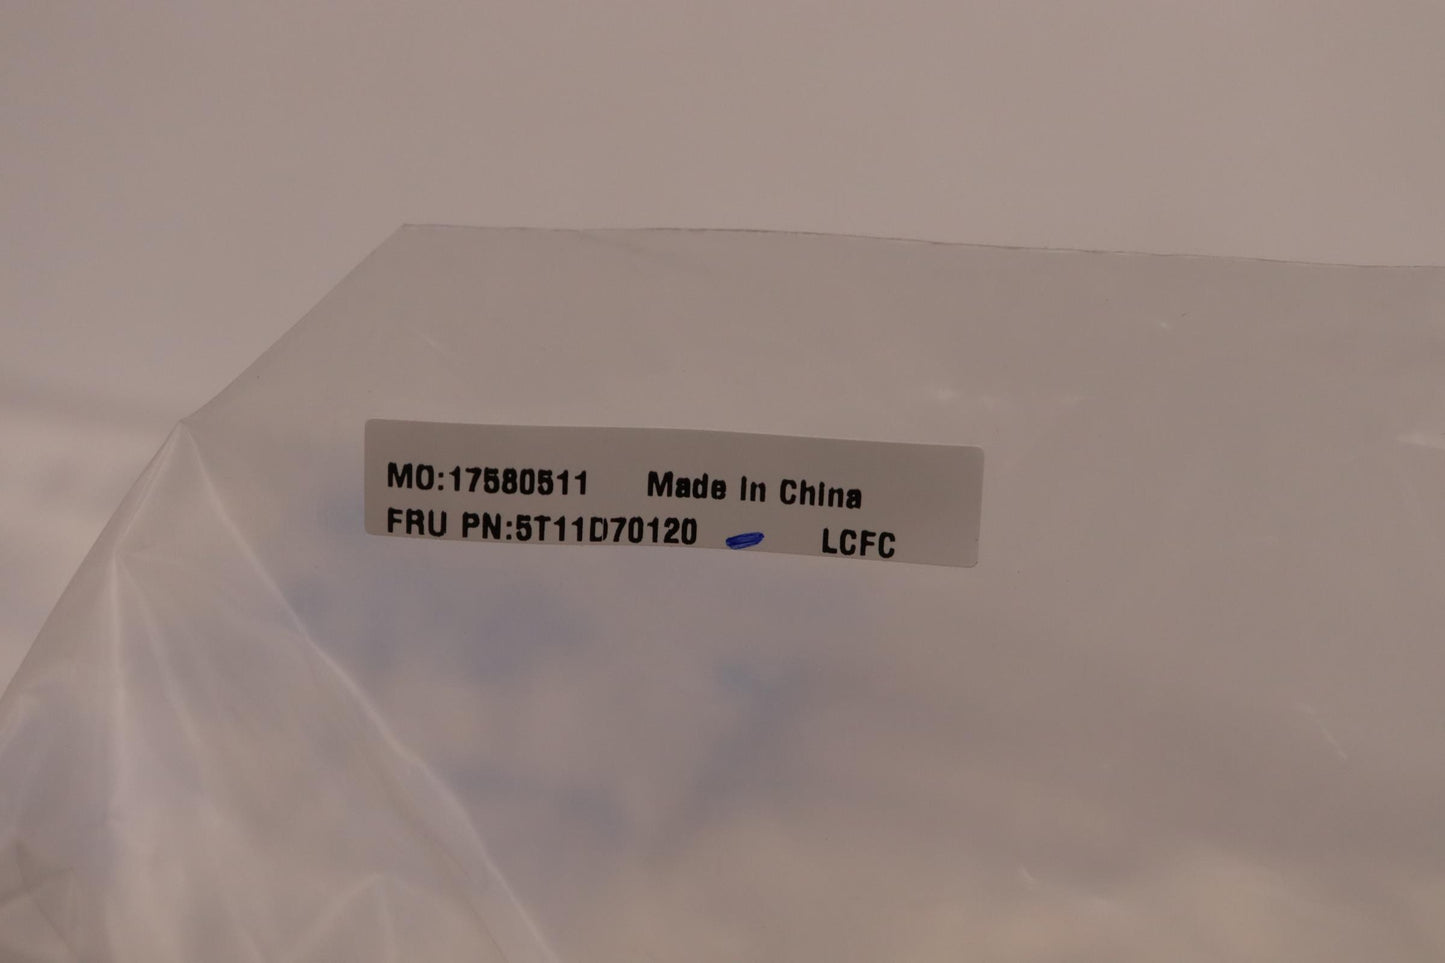 MO:17580511 Made In China
FRU PN:5T11D70120 LCFC